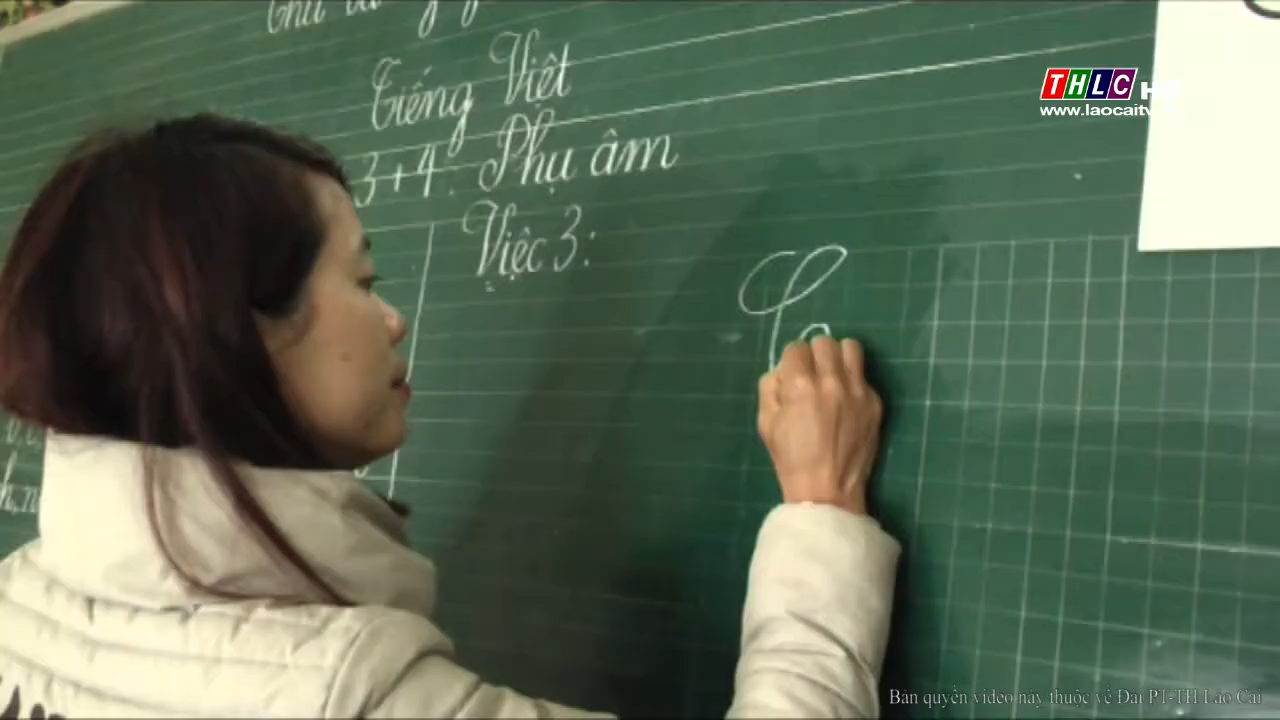 Tiếng Việt
3+4: Phụ âm
Việc 3:
THLC
www.laocaitv
Bản quyền video này thuộc về Đài PT-TH Lào Cai